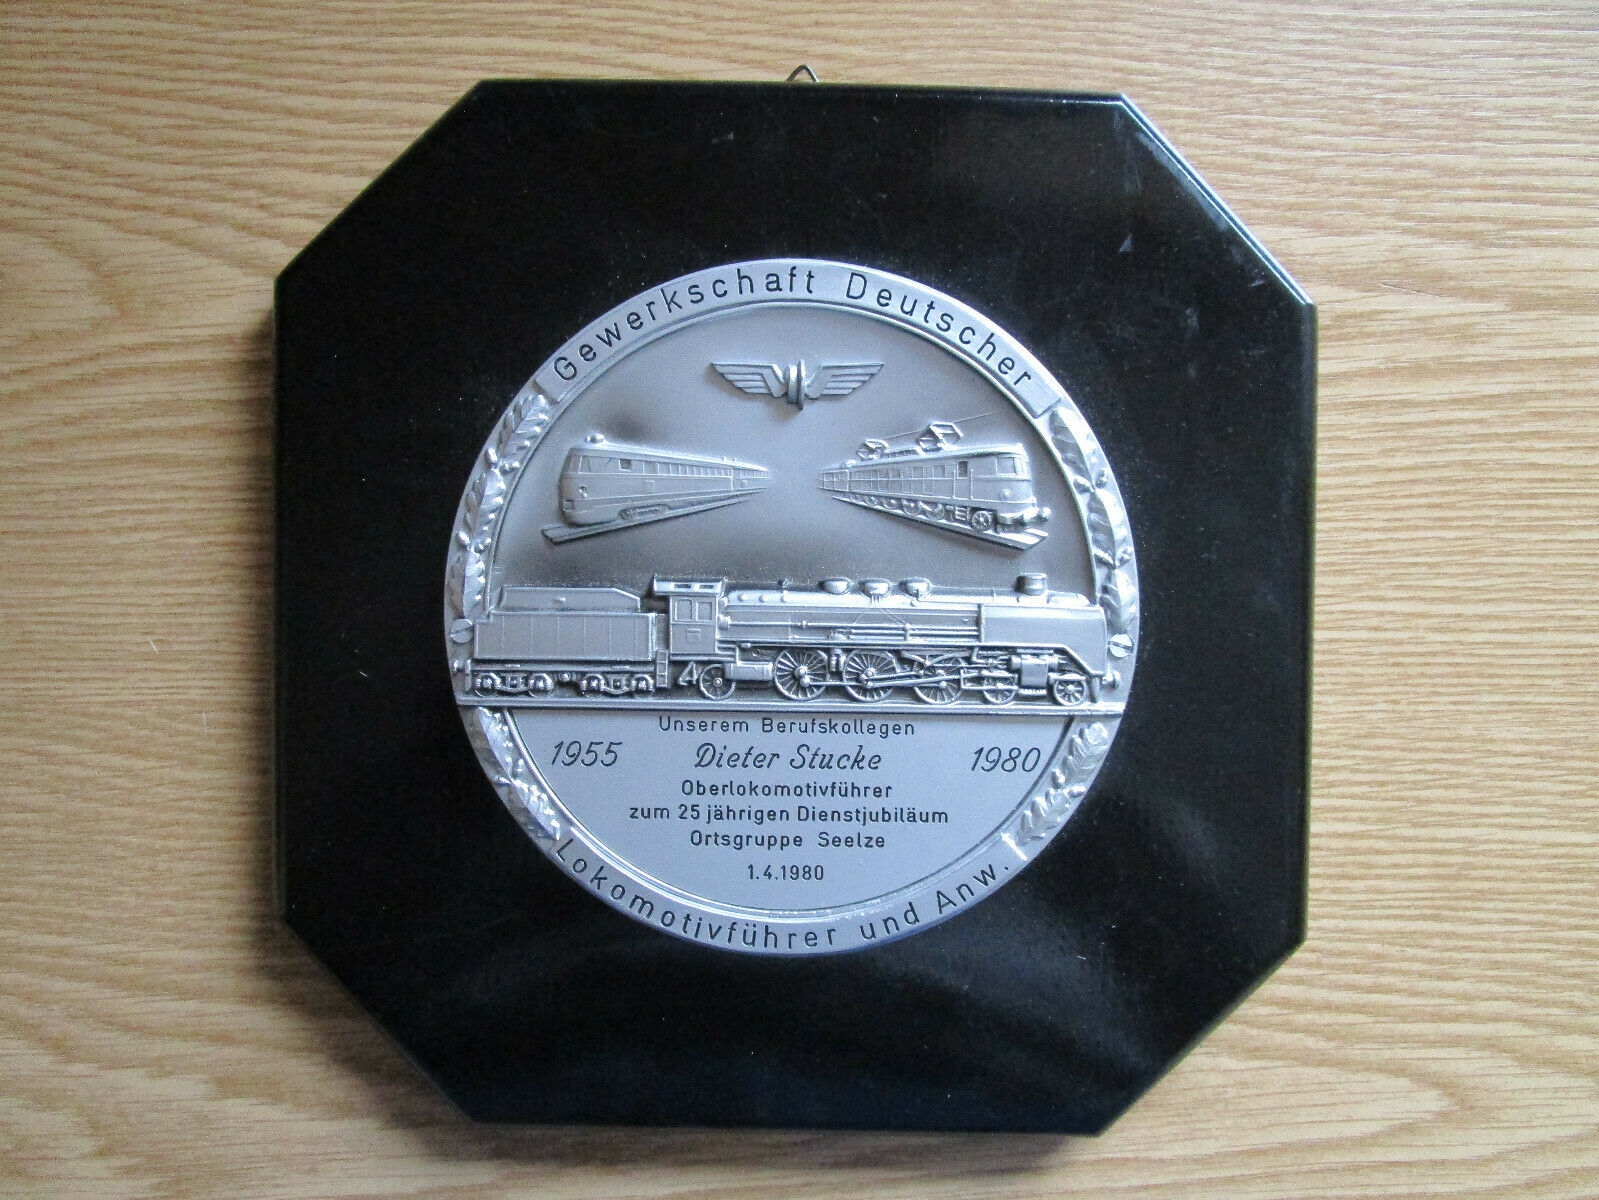 Gewerkschaft Deutscher
Unserem Berufskollegen
1955 Dieter Stucke 1980
Oberlokomotivführer
zum 25 jährigen Dienstjubiläum
Ortsgruppe Seelze
1.4.1980
Lokomotivführer und Anw.